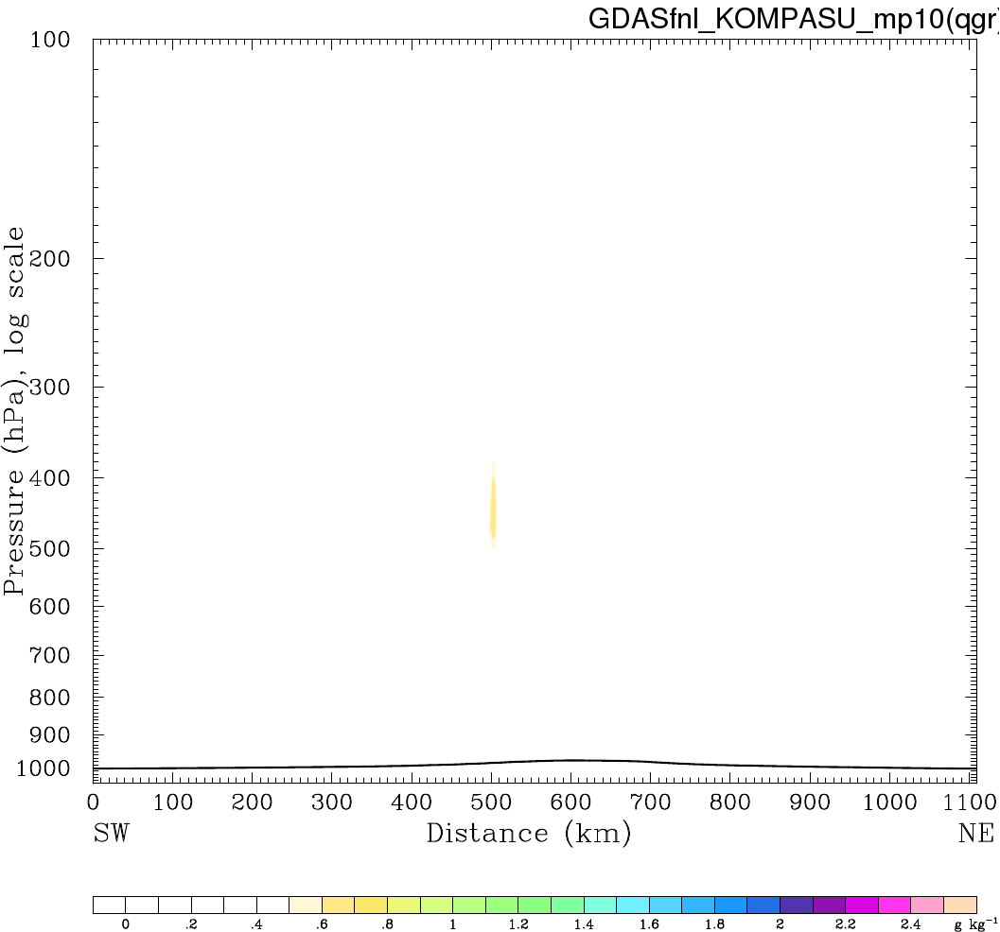 GDASfnl_KOMPASU_mp10(qgr)
Pressure (hPa), log scale
100
200
300
400
500
600
700
800
900
1000
0 100 200 300 400 500 600 700 800 900 1000 1100
SW Distance (km) NE
0 .2 .4 .6 .8 1 1.2 1.4 1.6 1.8 2 2.2 2.4 g kg⁻¹